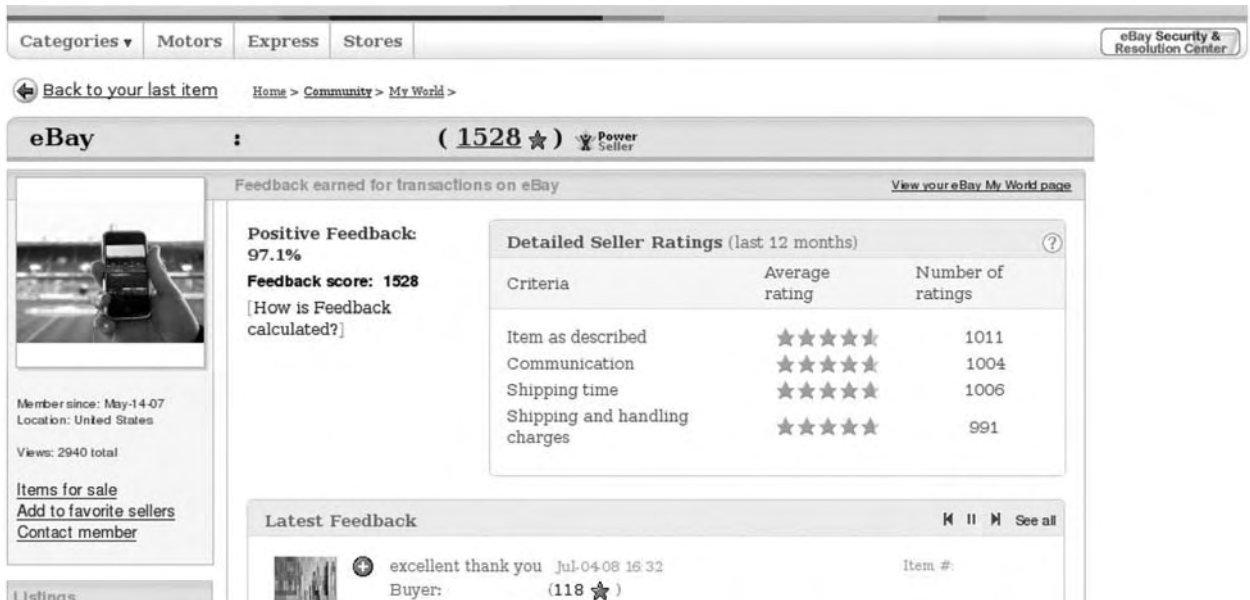 Categories ▾ Motors Express Stores
eBay Security &
Resolution Center
Back to your last item Home > Community > My World >
eBay : ( 1528 ★ ) Power
Seller
Feedback earned for transactions on eBay View your eBay My World page
Positive Feedback:
97.1%
Feedback score: 1528
[How is Feedback
calculated?]
Detailed Seller Ratings (last 12 months) ?
Criteria Average
rating Number of
ratings
Item as described 1011
Communication 1004
Shipping time 1006
Shipping and handling
charges 991
Member since: May-14-07
Location: United States
Views: 2940 total
Items for sale
Add to favorite sellers
Contact member
Latest Feedback See all
excellent thank you Jul-04-08 16:32 Item #:
Buyer: (118 ★ )
Listings